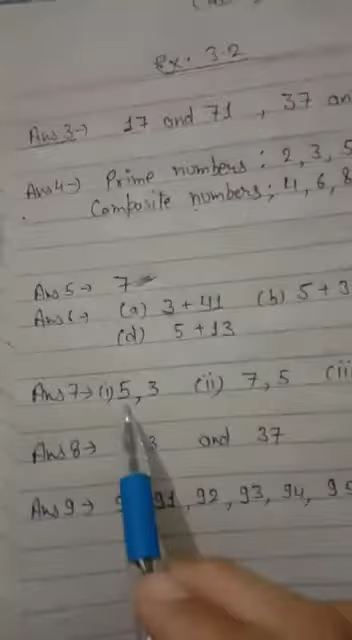 Ex. 3.2
Ans 3→ 17 and 71 , 37 an
Ans 4→ Prime numbers: 2, 3, 5
Composite numbers; 4, 6, 8
Ans 5→ 7
Ans 6→ (a) 3 + 41 (b) 5 + 3
(d) 5 + 13
Ans 7→ (i) 5, 3 (ii) 7, 5 (iii
Ans 8→ 3 and 37
Ans 9→ 91, 92, 93, 94, 95